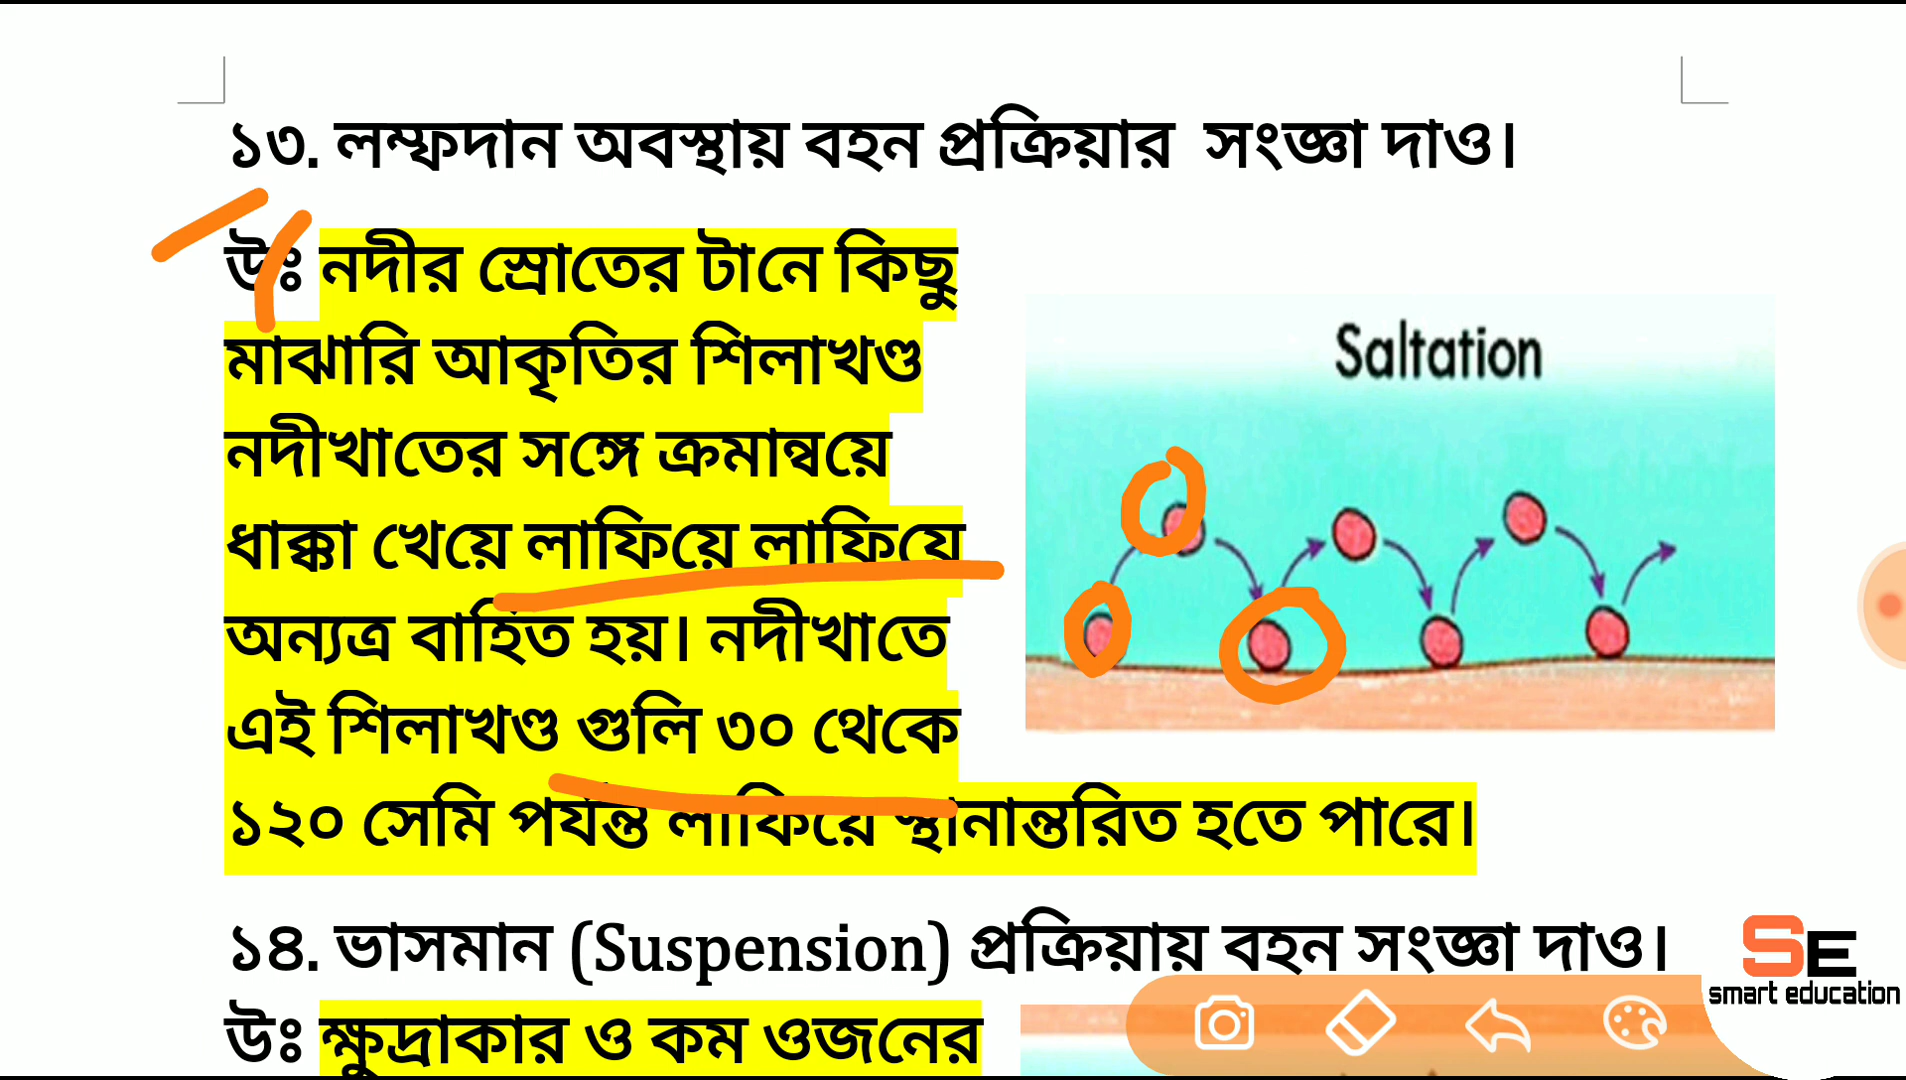 ১৩. লম্ফদান অবস্থায় বহন প্রক্রিয়ার সংজ্ঞা দাও।
উঃ নদীর স্রোতের টানে কিছু
মাঝারি আকৃতির শিলাখণ্ড
নদীখাতের সঙ্গে ক্রমান্বয়ে
ধাক্কা খেয়ে লাফিয়ে লাফিয়ে
অন্যত্র বাহিত হয়। নদীখাতে
এই শিলাখণ্ড গুলি ৩০ থেকে
১২০ সেমি পর্যন্ত লাফিয়ে স্থানান্তরিত হতে পারে।
Saltation
১৪. ভাসমান (Suspension) প্রক্রিয়ায় বহন সংজ্ঞা দাও।
উঃ ক্ষুদ্রাকার ও কম ওজনের
SE
smart education